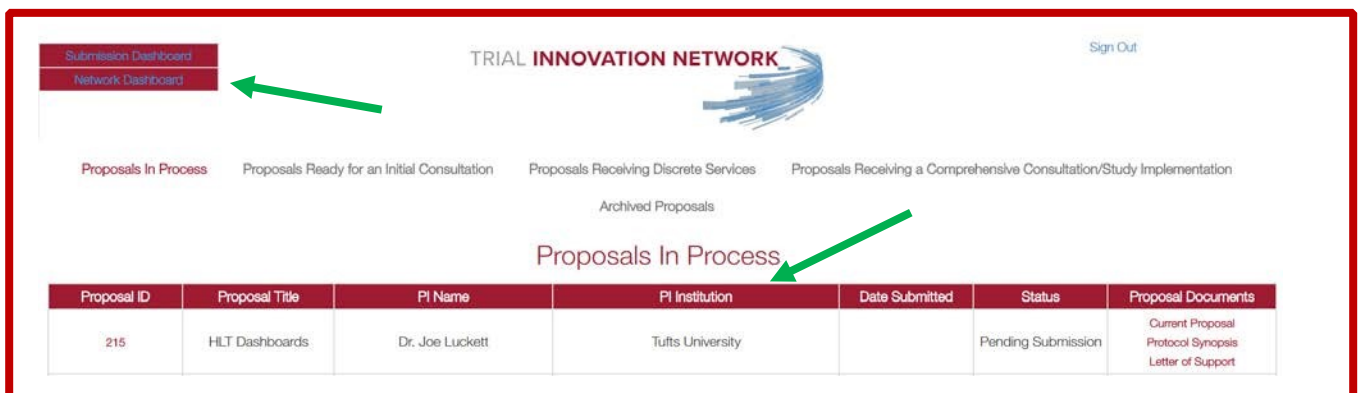 Submission Dashboard
Network Dashboard
TRIAL INNOVATION NETWORK
Sign Out
Proposals In Process Proposals Ready for an Initial Consultation Proposals Receiving Discrete Services Proposals Receiving a Comprehensive Consultation/Study Implementation
Archived Proposals
Proposals In Process
Proposal ID Proposal Title PI Name PI Institution Date Submitted Status Proposal Documents
215 HLT Dashboards Dr. Joe Luckett Tufts University Pending Submission
Current Proposal
Protocol Synopsis
Letter of Support